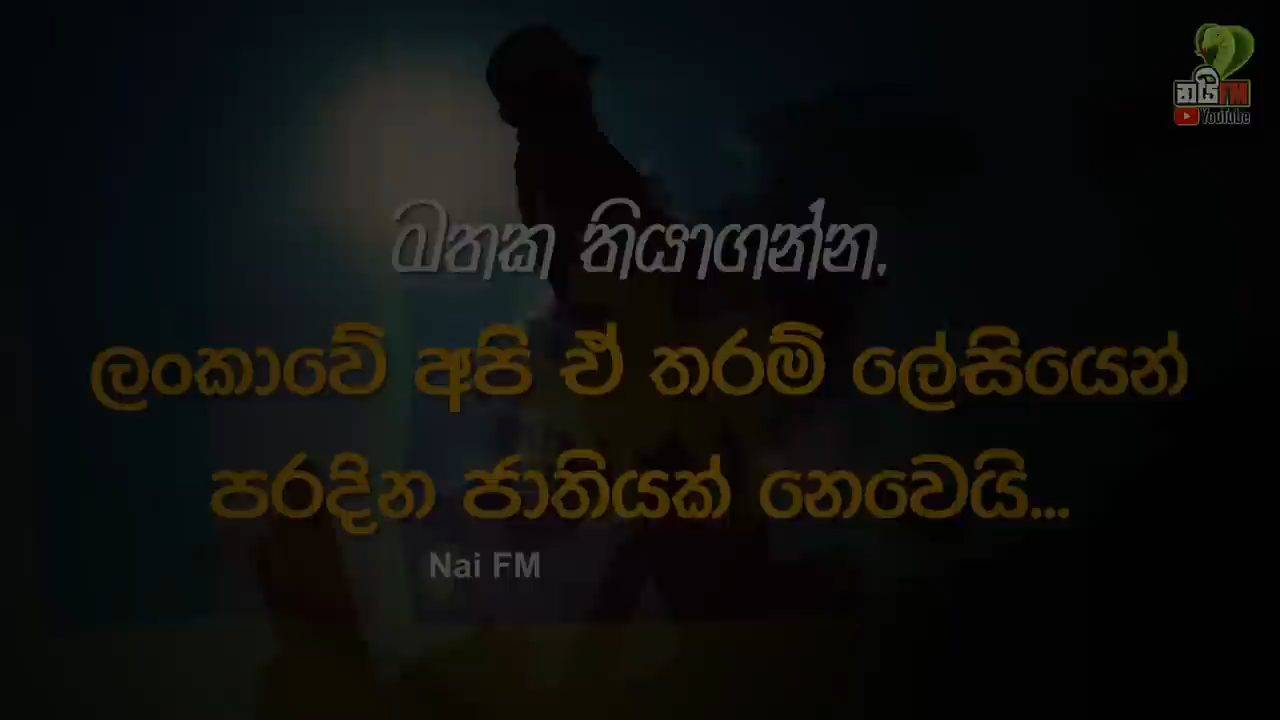 නයි FM
YouTube
මතක තියාගන්න,
ලංකාවේ අපි ඒ තරම් ලේසියෙන්
පරදින ජාතියක් නෙවෙයි...
Nai FM